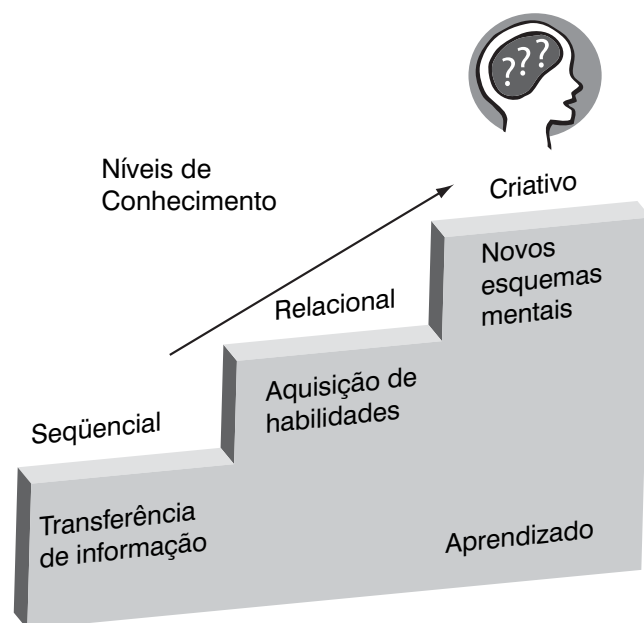 ???
Níveis de
Conhecimento
Criativo
Novos
esquemas
mentais
Relacional
Aquisição de
habilidades
Seqüencial
Transferência
de informação
Aprendizado